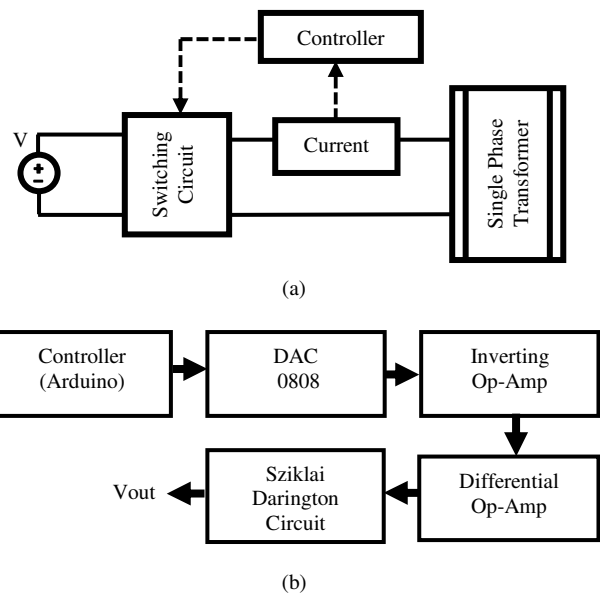 Controller
V
+
−
Switching
Circuit
Current
Single Phase
Transformer
(a)
Controller
(Arduino)
DAC
0808
Inverting
Op-Amp
Vout
Sziklai
Darington
Circuit
Differential
Op-Amp
(b)